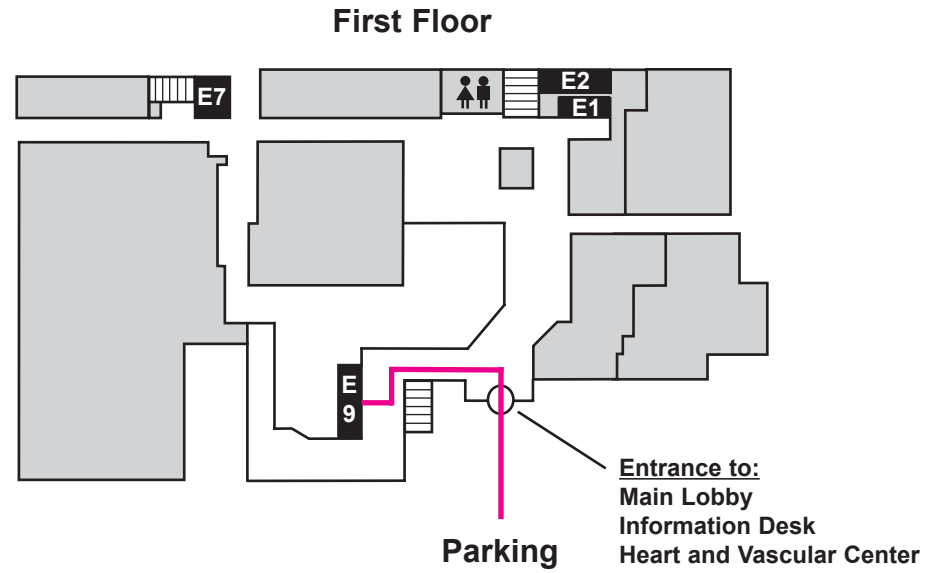 First Floor
E7
E2
E1
E
9
Entrance to:
Main Lobby
Information Desk
Heart and Vascular Center
Parking